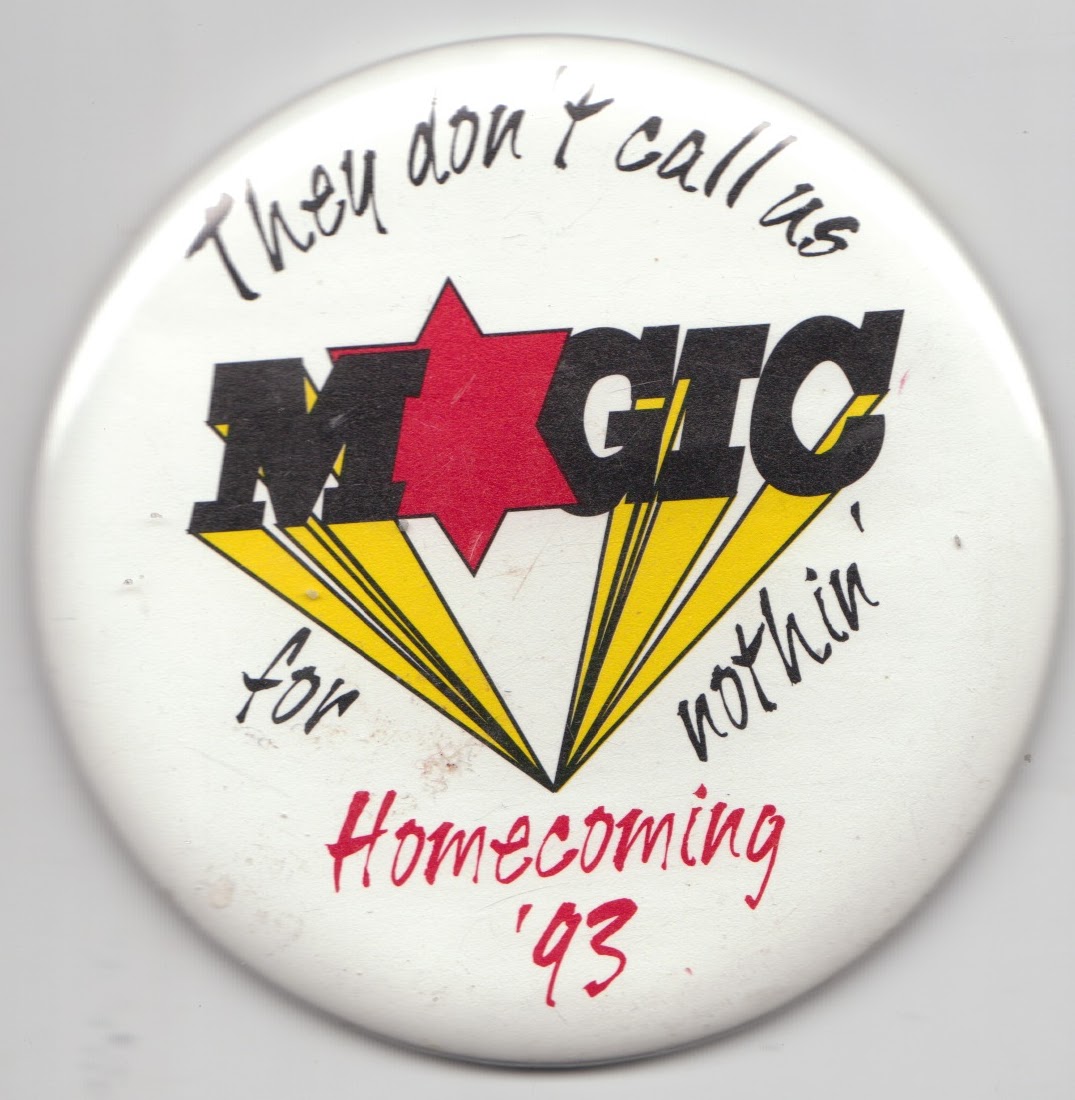 They don't call us
MAGIC
for nothin'
Homecoming
'93